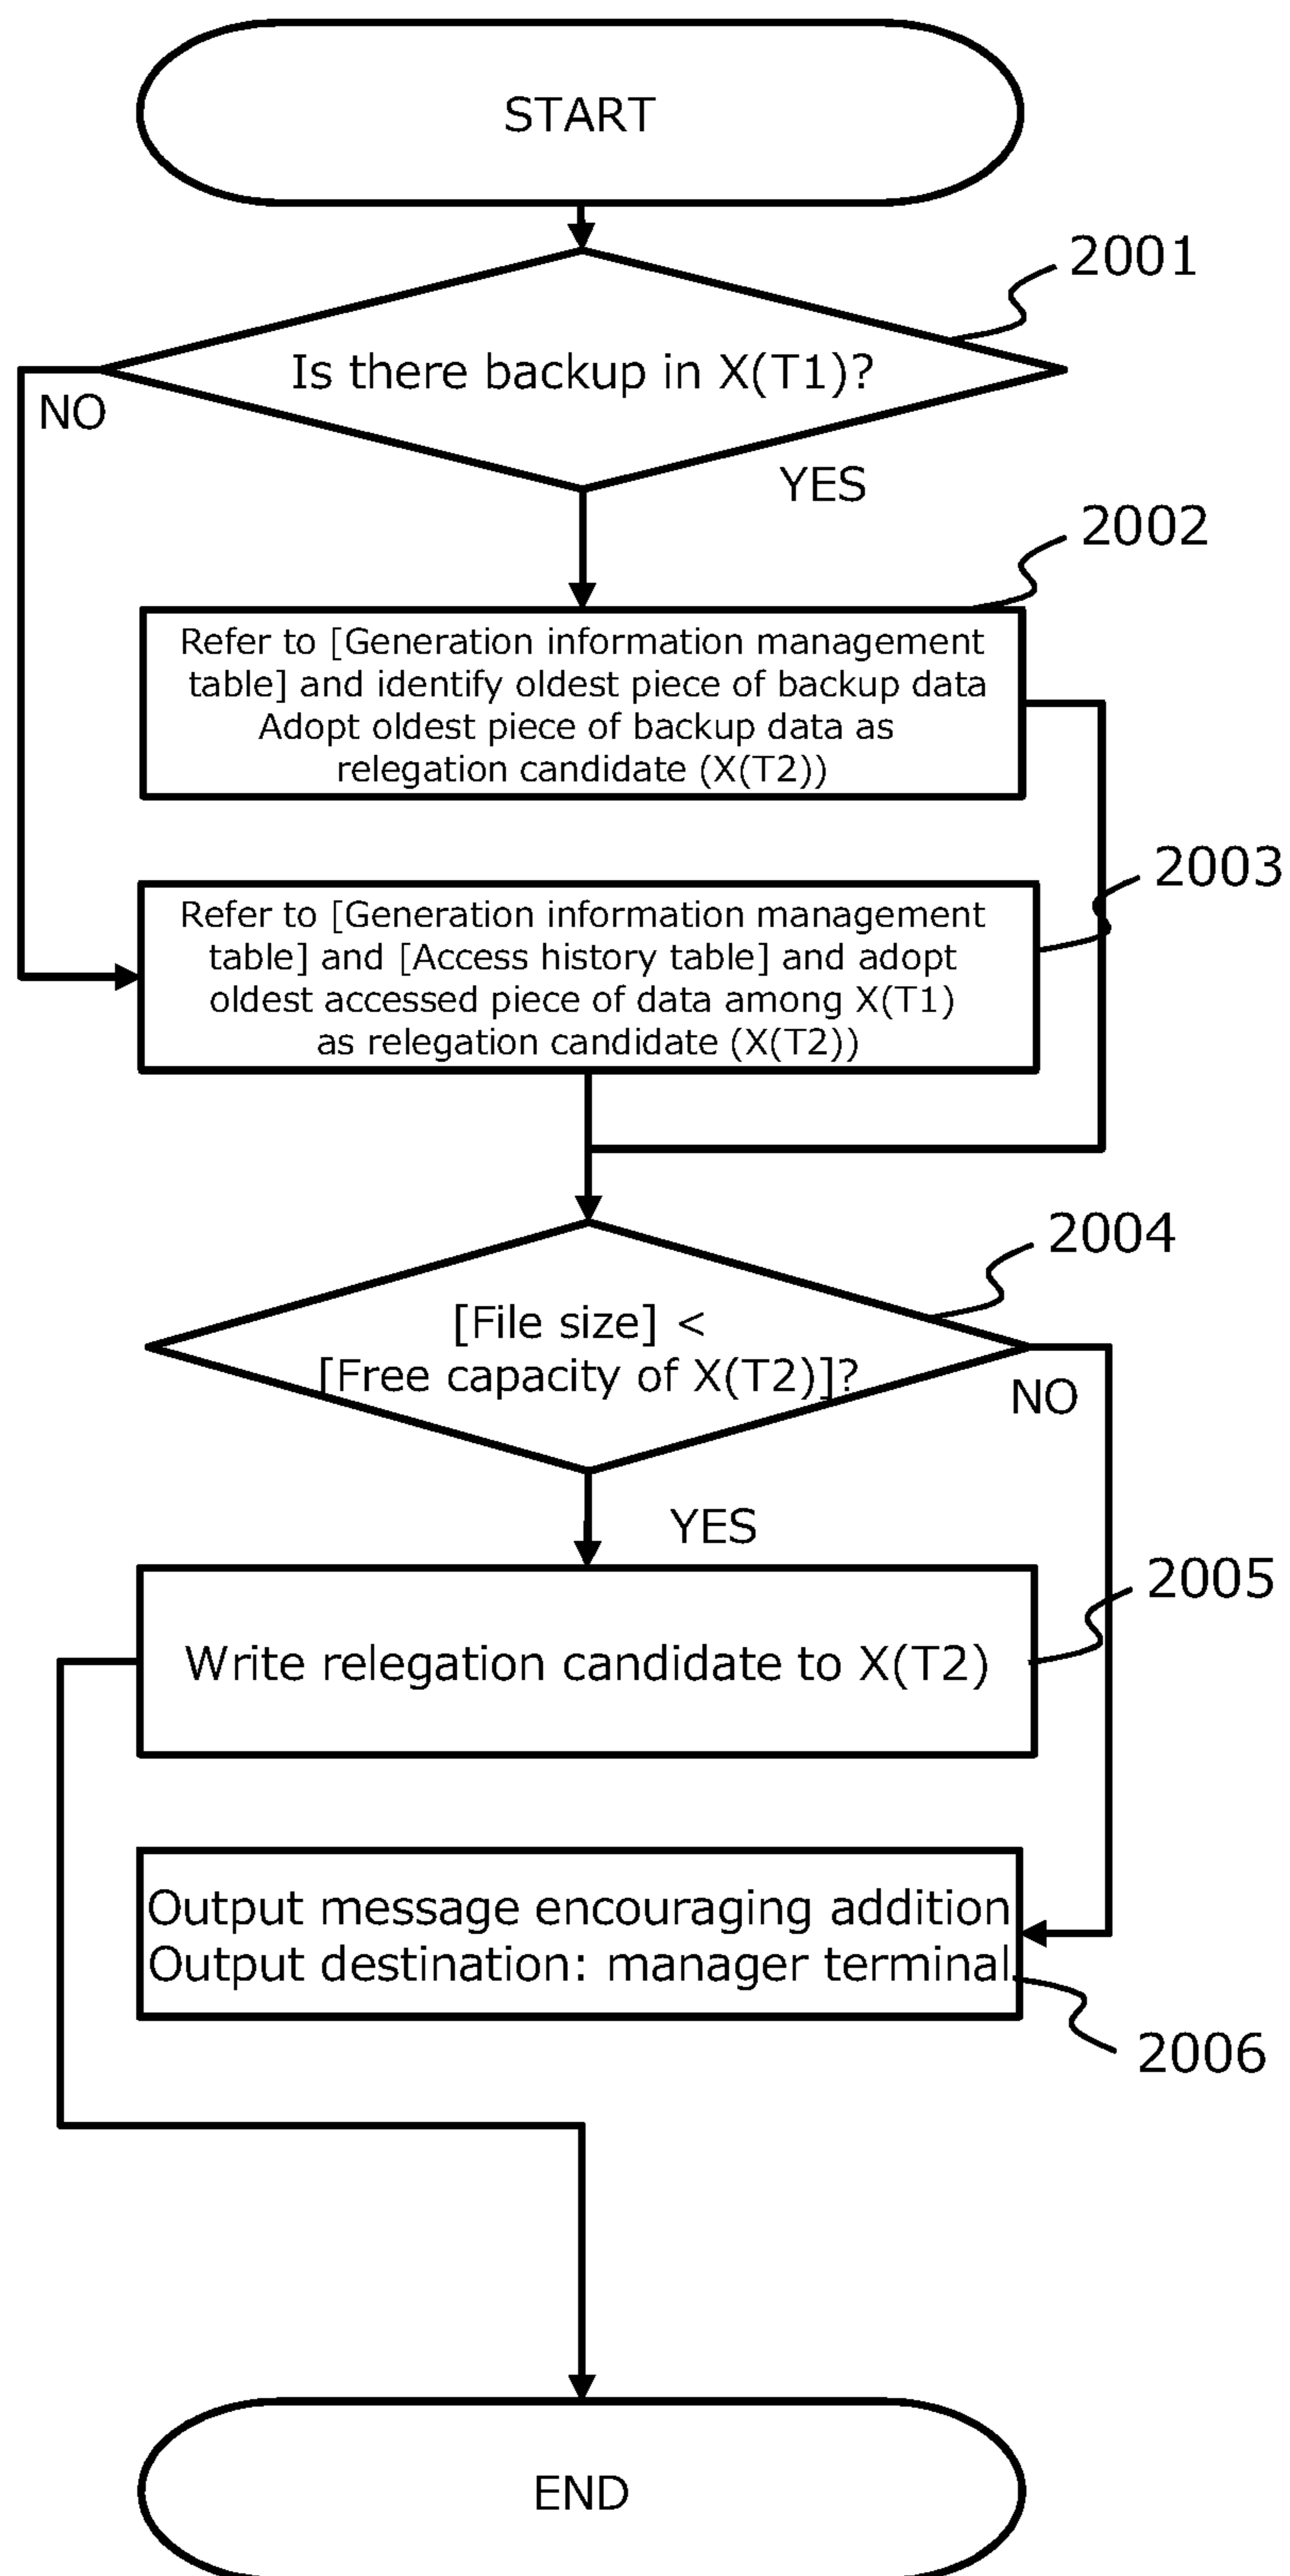 START
2001
Is there backup in X(T1)?
NO
YES
2002
Refer to [Generation information management
table] and identify oldest piece of backup data
Adopt oldest piece of backup data as
relegation candidate (X(T2))
2003
Refer to [Generation information management
table] and [Access history table] and adopt
oldest accessed piece of data among X(T1)
as relegation candidate (X(T2))
2004
[File size] <
[Free capacity of X(T2)]?
NO
YES
2005
Write relegation candidate to X(T2)
Output message encouraging addition
Output destination: manager terminal
2006
END